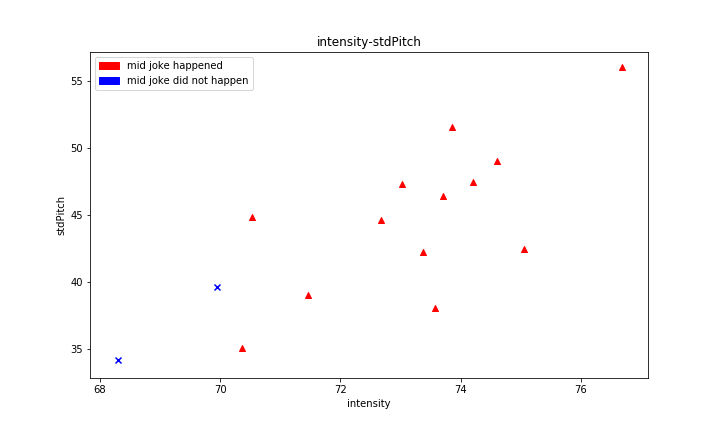 intensity-stdPitch
mid joke happened
mid joke did not happen
55
50
45
40
35
stdPitch
68 70 72 74 76
intensity